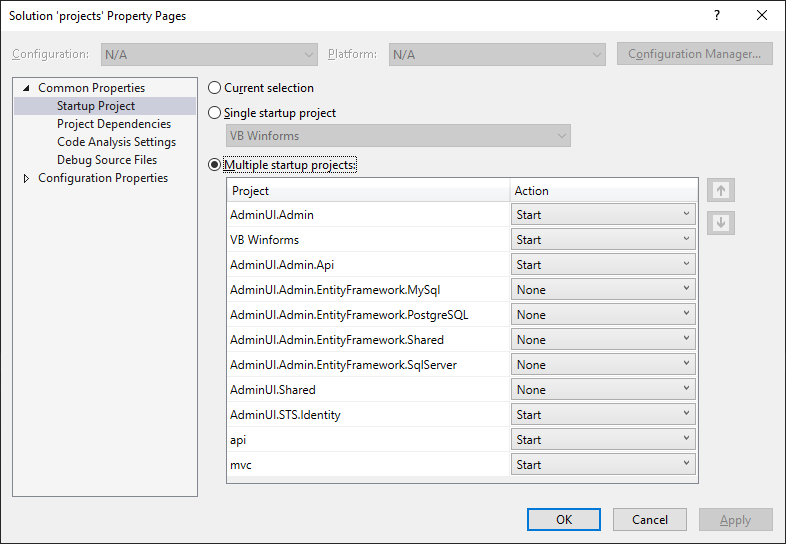 Solution 'projects' Property Pages
?
Configuration: N/A Platform: N/A Configuration Manager...
Common Properties
Startup Project
Project Dependencies
Code Analysis Settings
Debug Source Files
Configuration Properties
Current selection
Single startup project
VB Winforms
Multiple startup projects:
Project Action
AdminUI.Admin Start
VB Winforms Start
AdminUI.Admin.Api Start
AdminUI.Admin.EntityFramework.MySql None
AdminUI.Admin.EntityFramework.PostgreSQL None
AdminUI.Admin.EntityFramework.Shared None
AdminUI.Admin.EntityFramework.SqlServer None
AdminUI.Shared None
AdminUI.STS.Identity Start
api Start
mvc Start
OK Cancel Apply